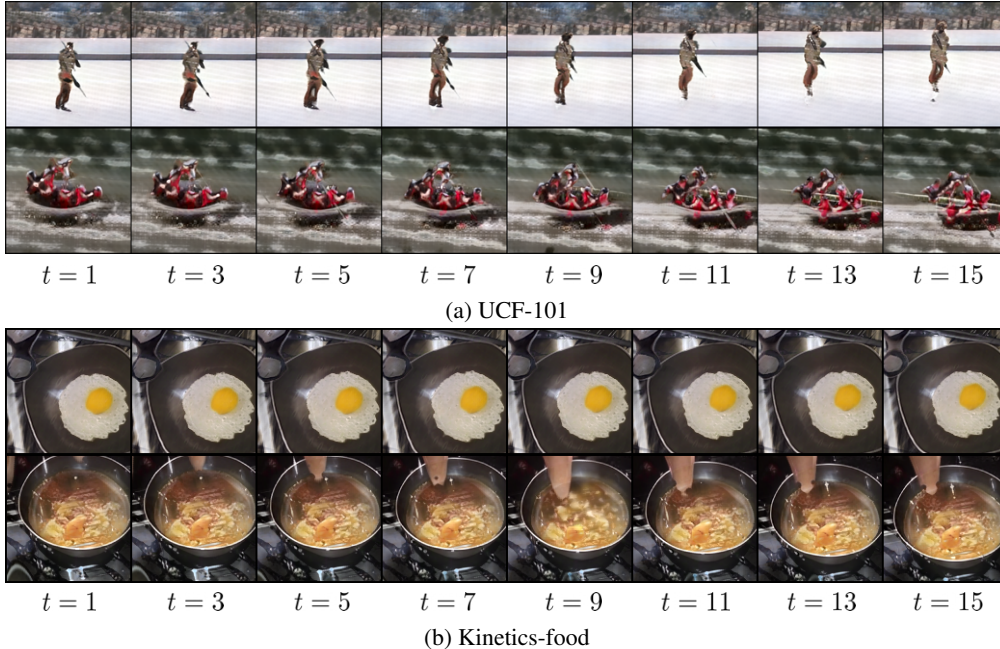 t = 1 t = 3 t = 5 t = 7 t = 9 t = 11 t = 13 t = 15
(a) UCF-101
t = 1 t = 3 t = 5 t = 7 t = 9 t = 11 t = 13 t = 15
(b) Kinetics-food